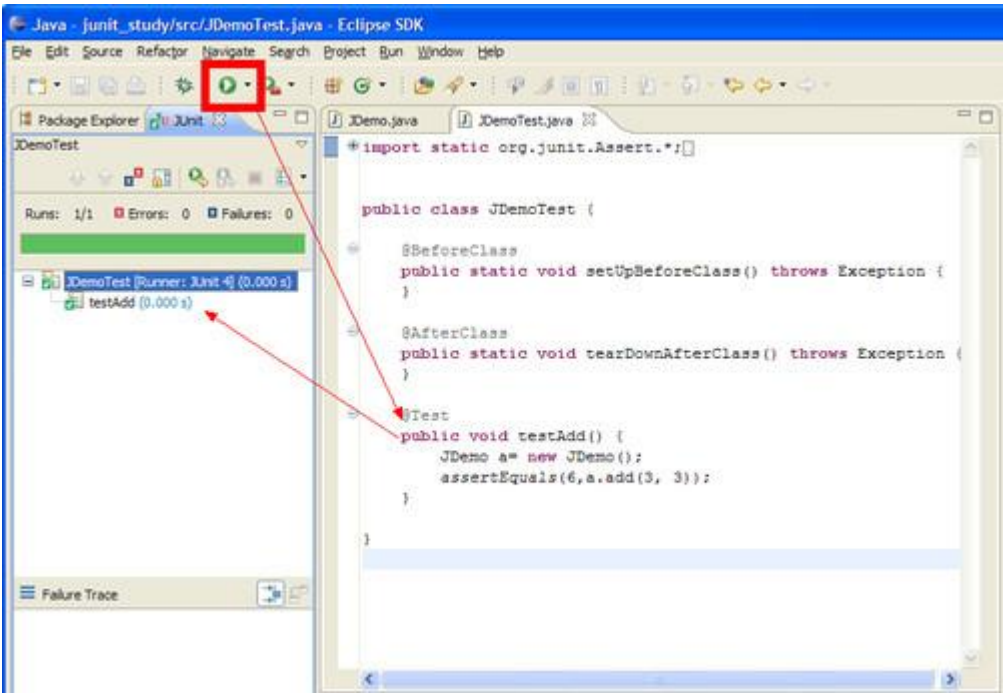 Java - junit_study/src/JDemoTest.java - Eclipse SDK
File Edit Source Refactor Navigate Search Project Run Window Help
Package Explorer JUnit
JDemo.java JDemoTest.java
JDemoTest
Runs: 1/1 Errors: 0 Failures: 0
JDemoTest [Runner: JUnit 4] (0.000 s)
testAdd (0.000 s)
Failure Trace
import static org.junit.Assert.*;
public class JDemoTest {
@BeforeClass
public static void setUpBeforeClass() throws Exception {
}
@AfterClass
public static void tearDownAfterClass() throws Exception {
}
@Test
public void testAdd() {
JDemo a= new JDemo();
assertEquals(6,a.add(3, 3));
}
}